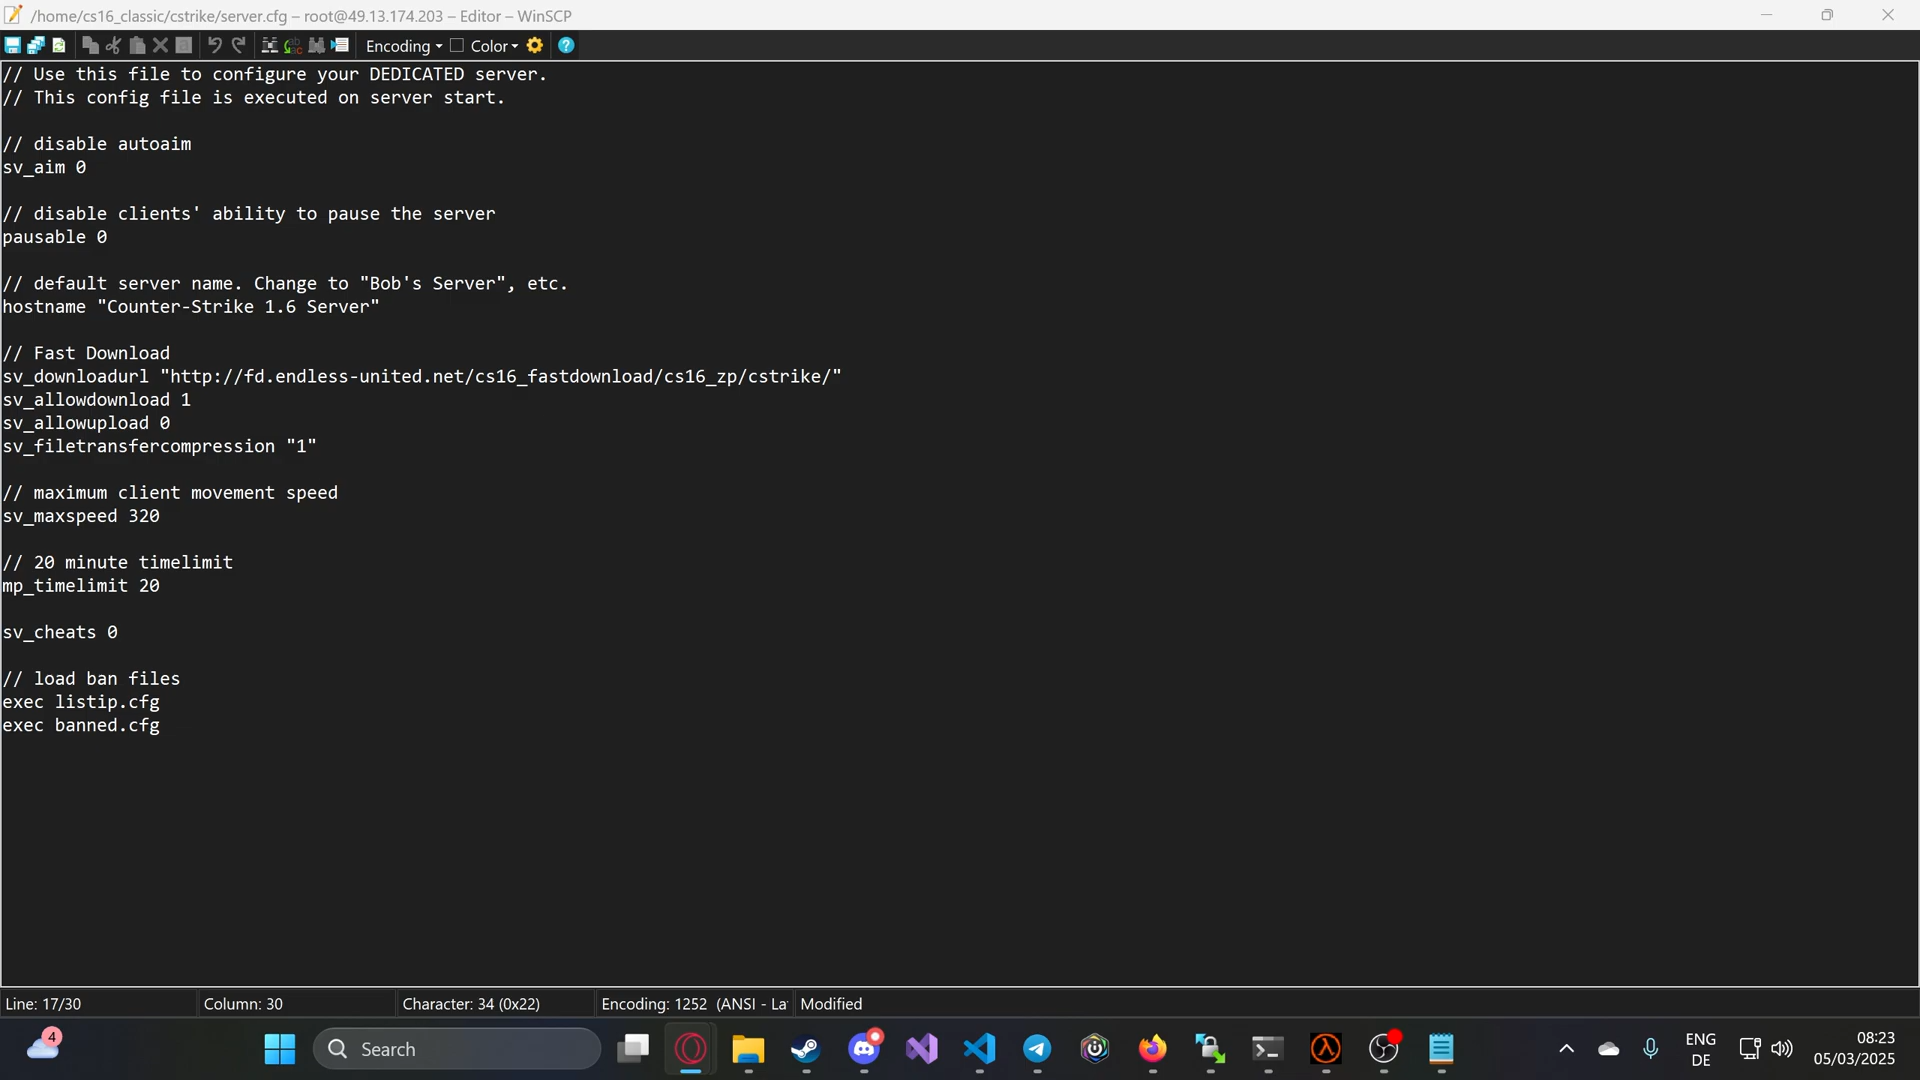 /home/cs16_classic/cstrike/server.cfg – root@49.13.174.203 – Editor – WinSCP
Encoding Color
// Use this file to configure your DEDICATED server.
// This config file is executed on server start.
// disable autoaim
sv_aim 0
// disable clients' ability to pause the server
pausable 0
// default server name. Change to "Bob's Server", etc.
hostname "Counter-Strike 1.6 Server"
// Fast Download
sv_downloadurl "http://fd.endless-united.net/cs16_fastdownload/cs16_zp/cstrike/"
sv_allowdownload 1
sv_allowupload 0
sv_filetransfercompression "1"
// maximum client movement speed
sv_maxspeed 320
// 20 minute timelimit
mp_timelimit 20
sv_cheats 0
// load ban files
exec listip.cfg
exec banned.cfg
Line: 17/30 Column: 30 Character: 34 (0x22) Encoding: 1252 (ANSI - La Modified
4 Search ENG 08:23
DE 05/03/2025